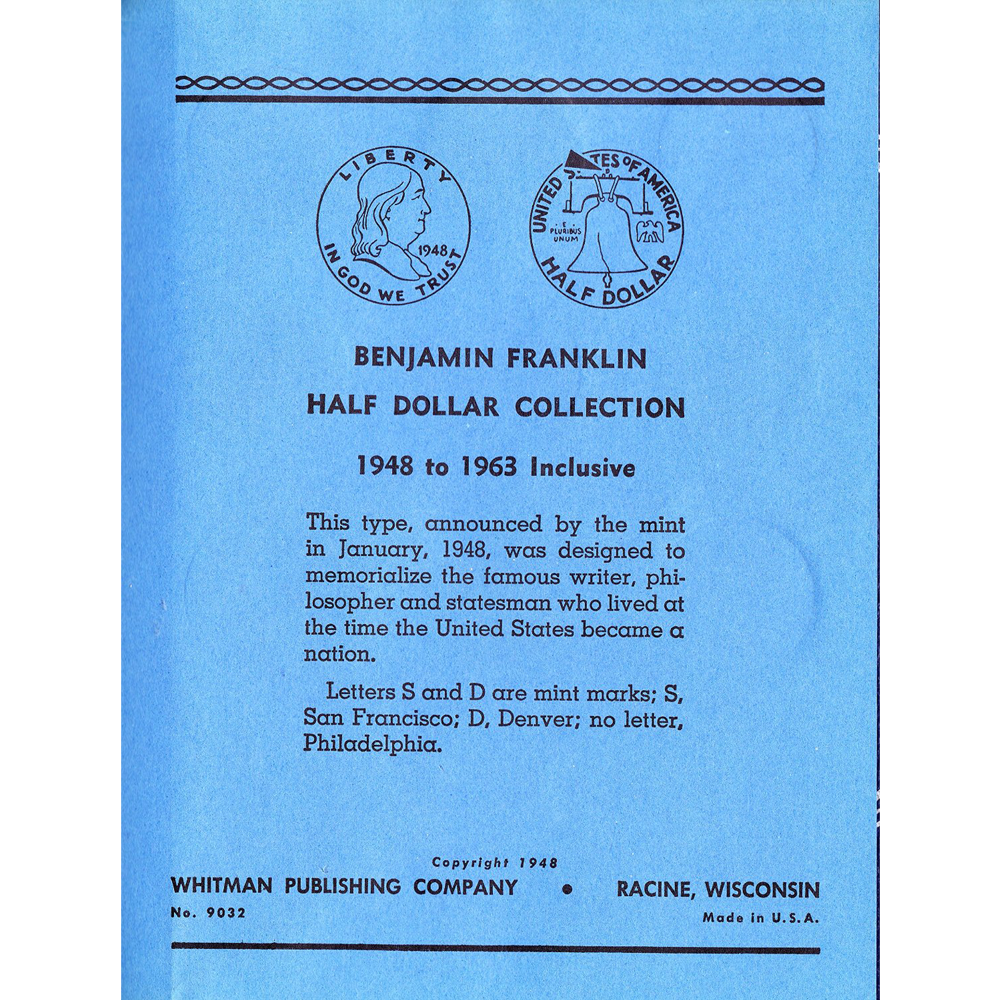 LIBERTY
1948
IN GOD WE TRUST
UNITED STATES OF AMERICA
E
PLURIBUS
UNUM
HALF DOLLAR
BENJAMIN FRANKLIN
HALF DOLLAR COLLECTION
1948 to 1963 Inclusive
This type, announced by the mint
in January, 1948, was designed to
memorialize the famous writer, phi-
losopher and statesman who lived at
the time the United States became a
nation.
Letters S and D are mint marks; S,
San Francisco; D, Denver; no letter,
Philadelphia.
Copyright 1948
WHITMAN PUBLISHING COMPANY • RACINE, WISCONSIN
No. 9032 Made in U.S.A.